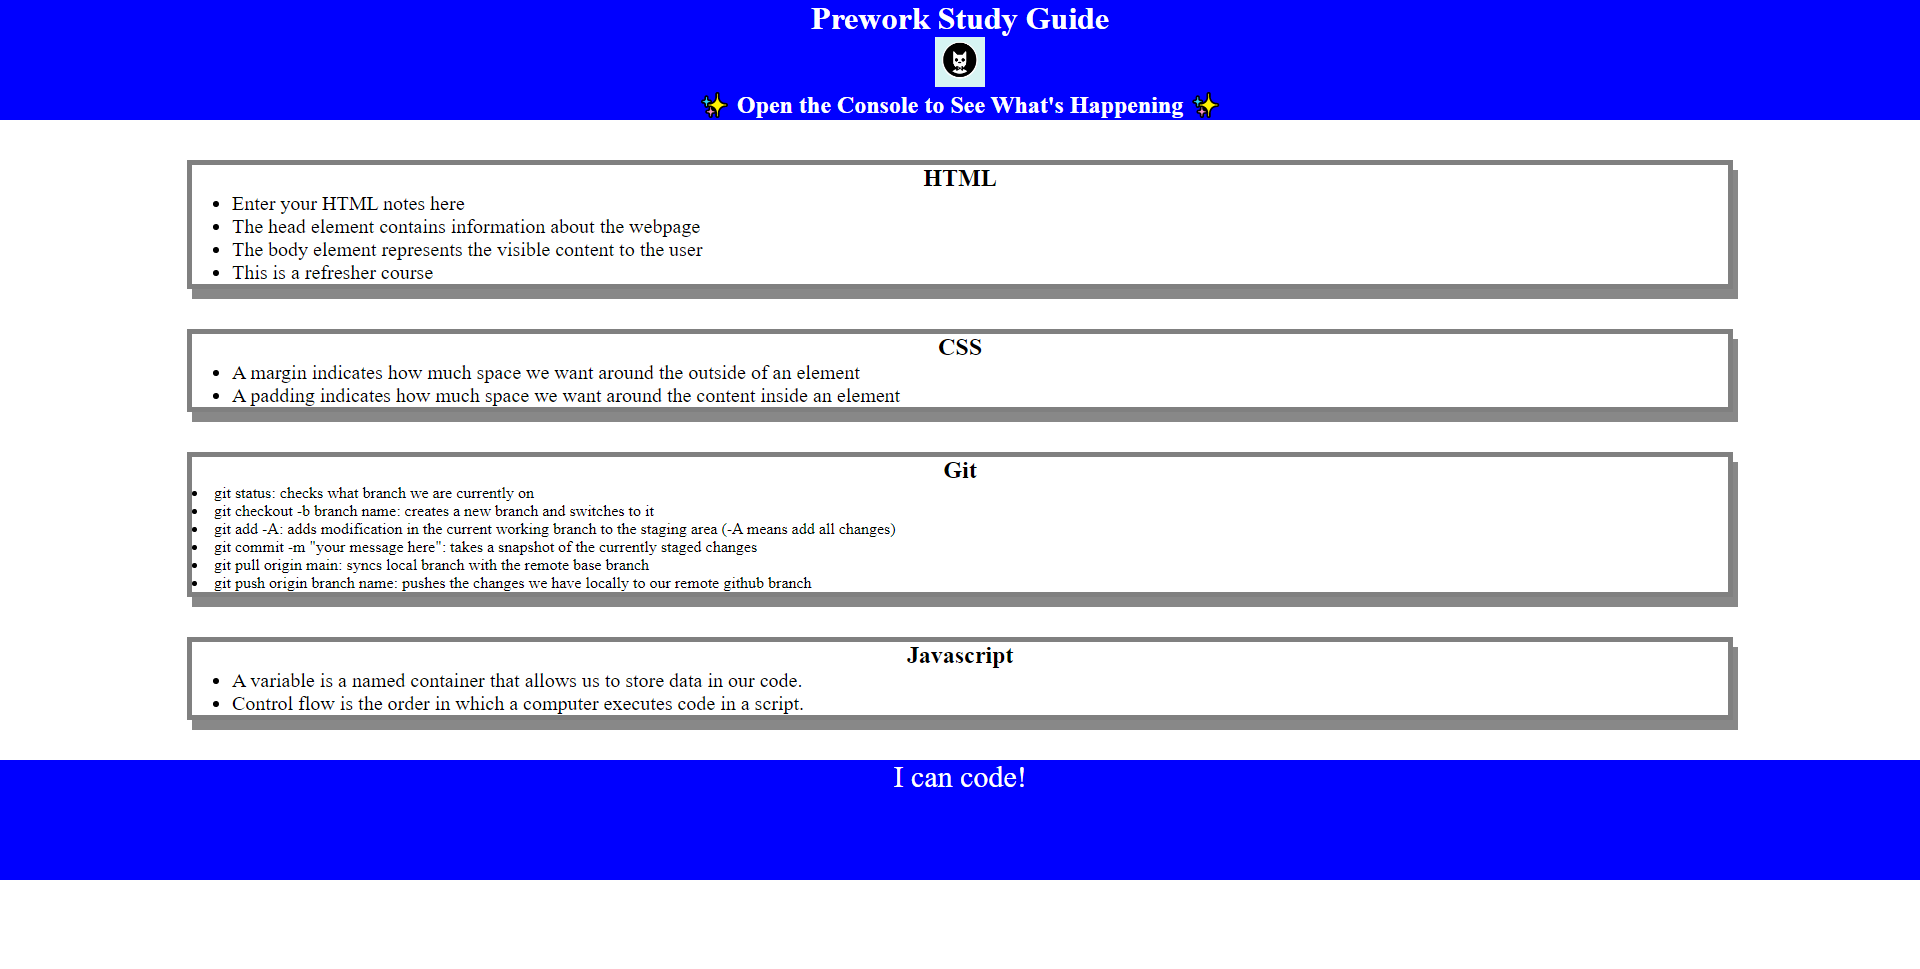 Prework Study Guide
✨ Open the Console to See What's Happening ✨
HTML
• Enter your HTML notes here
• The head element contains information about the webpage
• The body element represents the visible content to the user
• This is a refresher course
CSS
• A margin indicates how much space we want around the outside of an element
• A padding indicates how much space we want around the content inside an element
Git
• git status: checks what branch we are currently on
• git checkout -b branch name: creates a new branch and switches to it
• git add -A: adds modification in the current working branch to the staging area (-A means add all changes)
• git commit -m "your message here": takes a snapshot of the currently staged changes
• git pull origin main: syncs local branch with the remote base branch
• git push origin branch name: pushes the changes we have locally to our remote github branch
Javascript
• A variable is a named container that allows us to store data in our code.
• Control flow is the order in which a computer executes code in a script.
I can code!